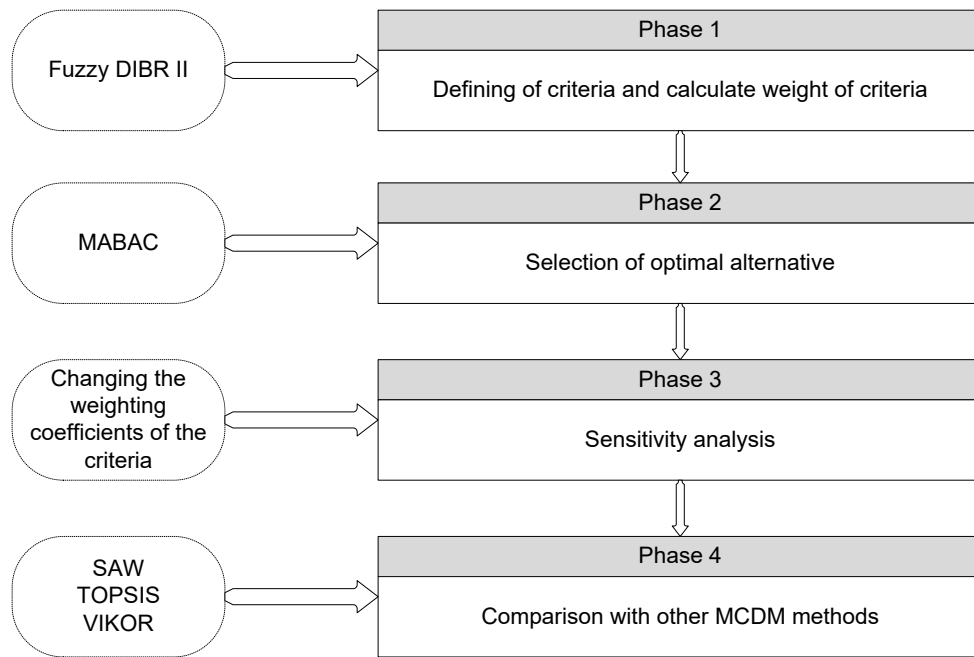 Fuzzy DIBR II
Phase 1
Defining of criteria and calculate weight of criteria
MABAC
Phase 2
Selection of optimal alternative
Changing the
weighting
coefficients of the
criteria
Phase 3
Sensitivity analysis
SAW
TOPSIS
VIKOR
Phase 4
Comparison with other MCDM methods